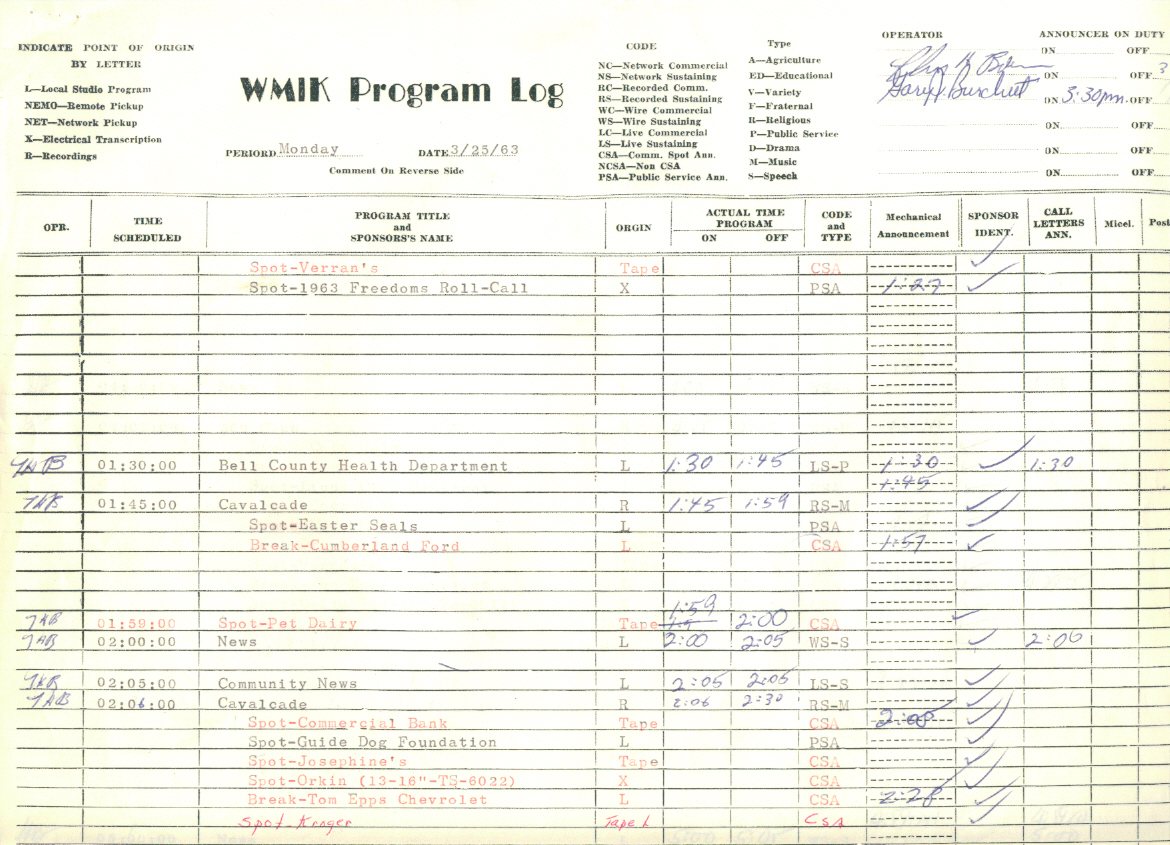 INDICATE POINT OF ORIGIN
BY LETTER
L—Local Studio Program
NEMO—Remote Pickup
NET—Network Pickup
X—Electrical Transcription
R—Recordings
WMIK Program Log
PERIORD Monday DATE 3/25/63
Comment On Reverse Side
CODE
NC—Network Commercial
NS—Network Sustaining
RC—Recorded Comm.
RS—Recorded Sustaining
WC—Wire Commercial
WS—Wire Sustaining
LC—Live Commercial
LS—Live Sustaining
CSA—Comm. Spot Ann.
NCSA—Non CSA
PSA—Public Service Ann.
Type
A—Agriculture
ED—Educational
V—Variety
F—Fraternal
R—Religious
P—Public Service
D—Drama
M—Music
S—Speech
OPERATOR ANNOUNCER ON DUTY
ON OFF
ON OFF 3
ON 3:30pm. OFF
ON OFF
ON OFF
ON OFF
OPR. TIME SCHEDULED PROGRAM TITLE and SPONSORS'S NAME ORGIN ACTUAL TIME PROGRAM ON OFF CODE and TYPE Mechanical Announcement SPONSOR IDENT. CALL LETTERS ANN. Micel. Post
Spot-Verran's Tape CSA
Spot-1963 Freedoms Roll-Call X PSA 1:27
01:30:00 Bell County Health Department L 1:30 1:45 LS-P 1:30 1:30
1:45
01:45:00 Cavalcade R 1:45 1:59 RS-M
Spot-Easter Seals L PSA
Break-Cumberland Ford L CSA 1:57
1:59
01:59:00 Spot-Pet Dairy Tape 2:00 CSA
02:00:00 News L 2:00 2:05 WS-S 2:06
02:05:00 Community News L 2:05 2:05 LS-S
02:06:00 Cavalcade R 2:06 2:30 RS-M
Spot-Commercial Bank Tape CSA 2:08
Spot-Guide Dog Foundation L PSA
Spot-Josephine's Tape CSA
Spot-Orkin (13-16"-TS-6022) X CSA
Break-Tom Epps Chevrolet L CSA 2:28
Spot-Kroger Tape L CSA